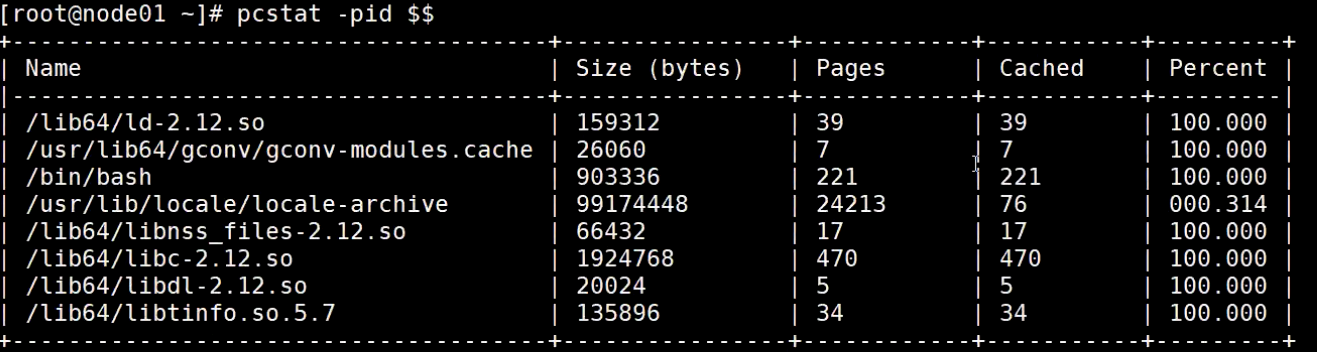 [root@node01 ~]# pcstat -pid $$
+--------------------------------------+----------------+------------+-----------+---------+
| Name                                 | Size (bytes)   | Pages      | Cached    | Percent |
|--------------------------------------+----------------+------------+-----------+---------|
| /lib64/ld-2.12.so                    | 159312         | 39         | 39        | 100.000 |
| /usr/lib64/gconv/gconv-modules.cache | 26060          | 7          | 7         | 100.000 |
| /bin/bash                            | 903336         | 221        | 221       | 100.000 |
| /usr/lib/locale/locale-archive       | 99174448       | 24213      | 76        | 000.314 |
| /lib64/libnss_files-2.12.so          | 66432          | 17         | 17        | 100.000 |
| /lib64/libc-2.12.so                  | 1924768        | 470        | 470       | 100.000 |
| /lib64/libdl-2.12.so                 | 20024          | 5          | 5         | 100.000 |
| /lib64/libtinfo.so.5.7               | 135896         | 34         | 34        | 100.000 |
+--------------------------------------+----------------+------------+-----------+---------+